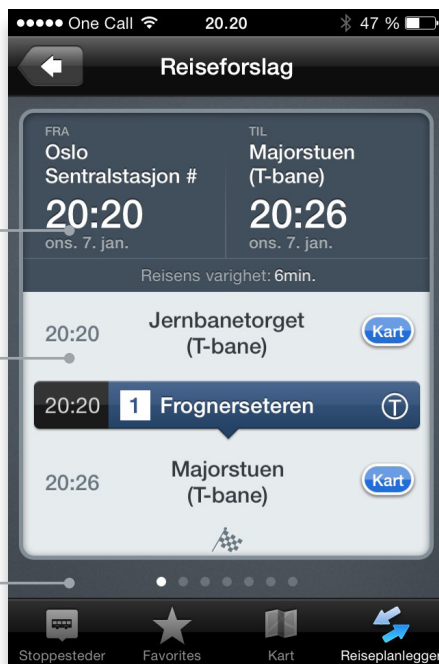 One Call 20.20 47 %
Reiseforslag
FRA
Oslo
Sentralstasjon #
20:20
ons. 7. jan.
TIL
Majorstuen
(T-bane)
20:26
ons. 7. jan.
Reisens varighet: 6min.
20:20 Jernbanetorget Kart
(T-bane)
20:20 1 Frognerseteren T
20:26 Majorstuen Kart
(T-bane)
Stoppesteder Favorites Kart Reiseplanlegger